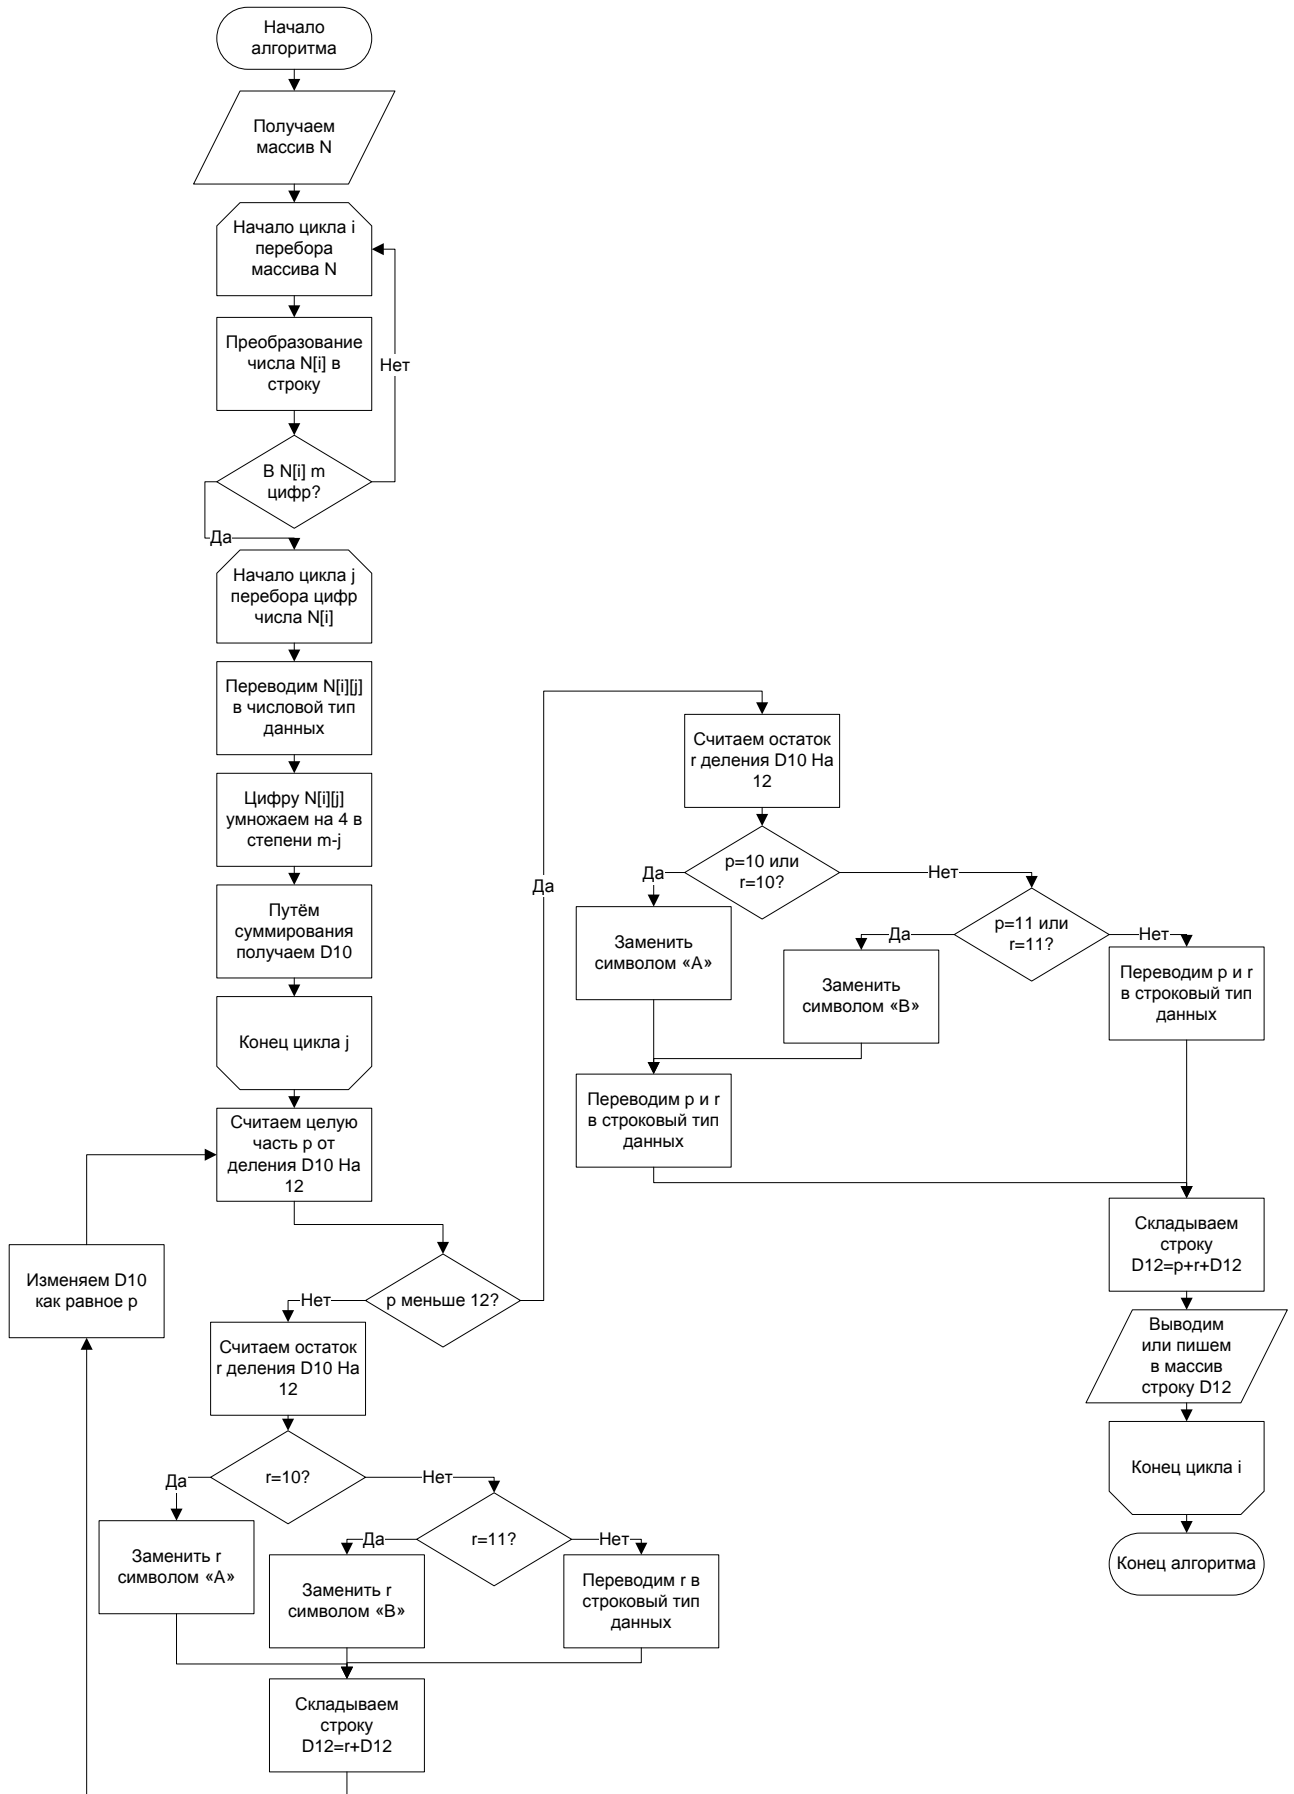 Начало
алгоритма
Получаем
массив N
Начало цикла i
перебора
массива N
Преобразование
числа N[i] в
строку
Нет
В N[i] m
цифр?
Да
Начало цикла j
перебора цифр
числа N[i]
Переводим N[i][j]
в числовой тип
данных
Цифру N[i][j]
умножаем на 4 в
степени m-j
Путём
суммирования
получаем D10
Конец цикла j
Считаем целую
часть p от
деления D10 На
12
Изменяем D10
как равное p
p меньше 12?
Нет
Да
Считаем остаток
r деления D10 На
12
r=10?
Да
Нет
Заменить r
символом «A»
r=11?
Да
Нет
Заменить r
символом «B»
Переводим r в
строковый тип
данных
Складываем
строку
D12=r+D12
Считаем остаток
r деления D10 На
12
p=10 или
r=10?
Да
Нет
Заменить
символом «A»
p=11 или
r=11?
Да
Нет
Заменить
символом «B»
Переводим p и r
в строковый тип
данных
Переводим p и r
в строковый тип
данных
Складываем
строку
D12=p+r+D12
Выводим
или пишем
в массив
строку D12
Конец цикла i
Конец алгоритма